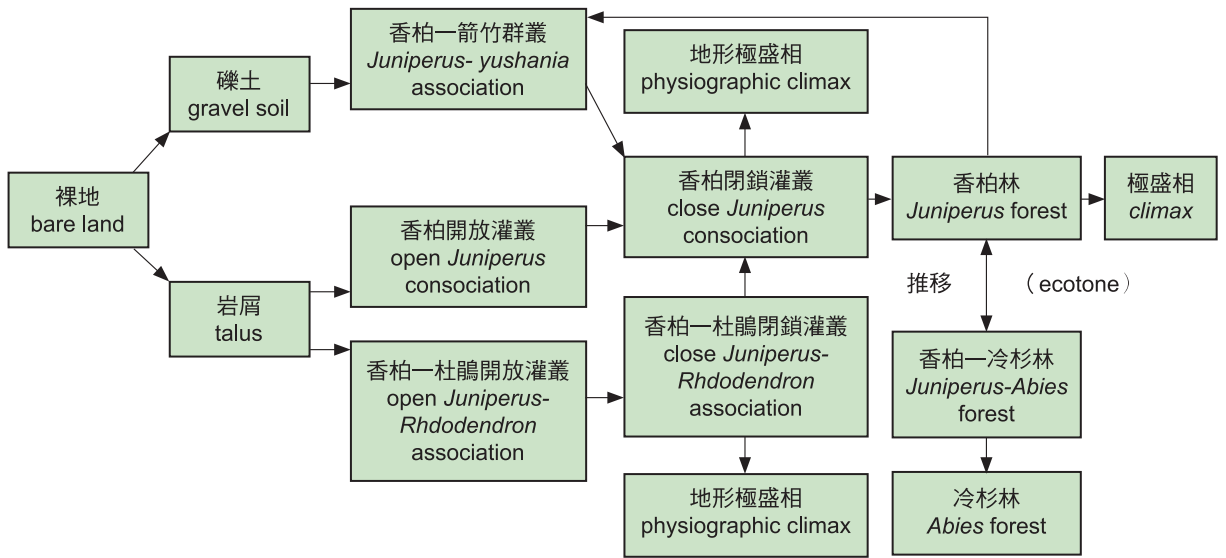 裸地
bare land
礫土
gravel soil
岩屑
talus
香柏一箭竹群叢
Juniperus- yushania
association
香柏開放灌叢
open Juniperus
consociation
香柏一杜鵑開放灌叢
open Juniperus-
Rhdodendron
association
地形極盛相
physiographic climax
香柏閉鎖灌叢
close Juniperus
consociation
香柏一杜鵑閉鎖灌叢
close Juniperus-
Rhdodendron
association
地形極盛相
physiographic climax
香柏林
Juniperus forest
極盛相
climax
推移 （ecotone）
香柏一冷杉林
Juniperus-Abies
forest
冷杉林
Abies forest